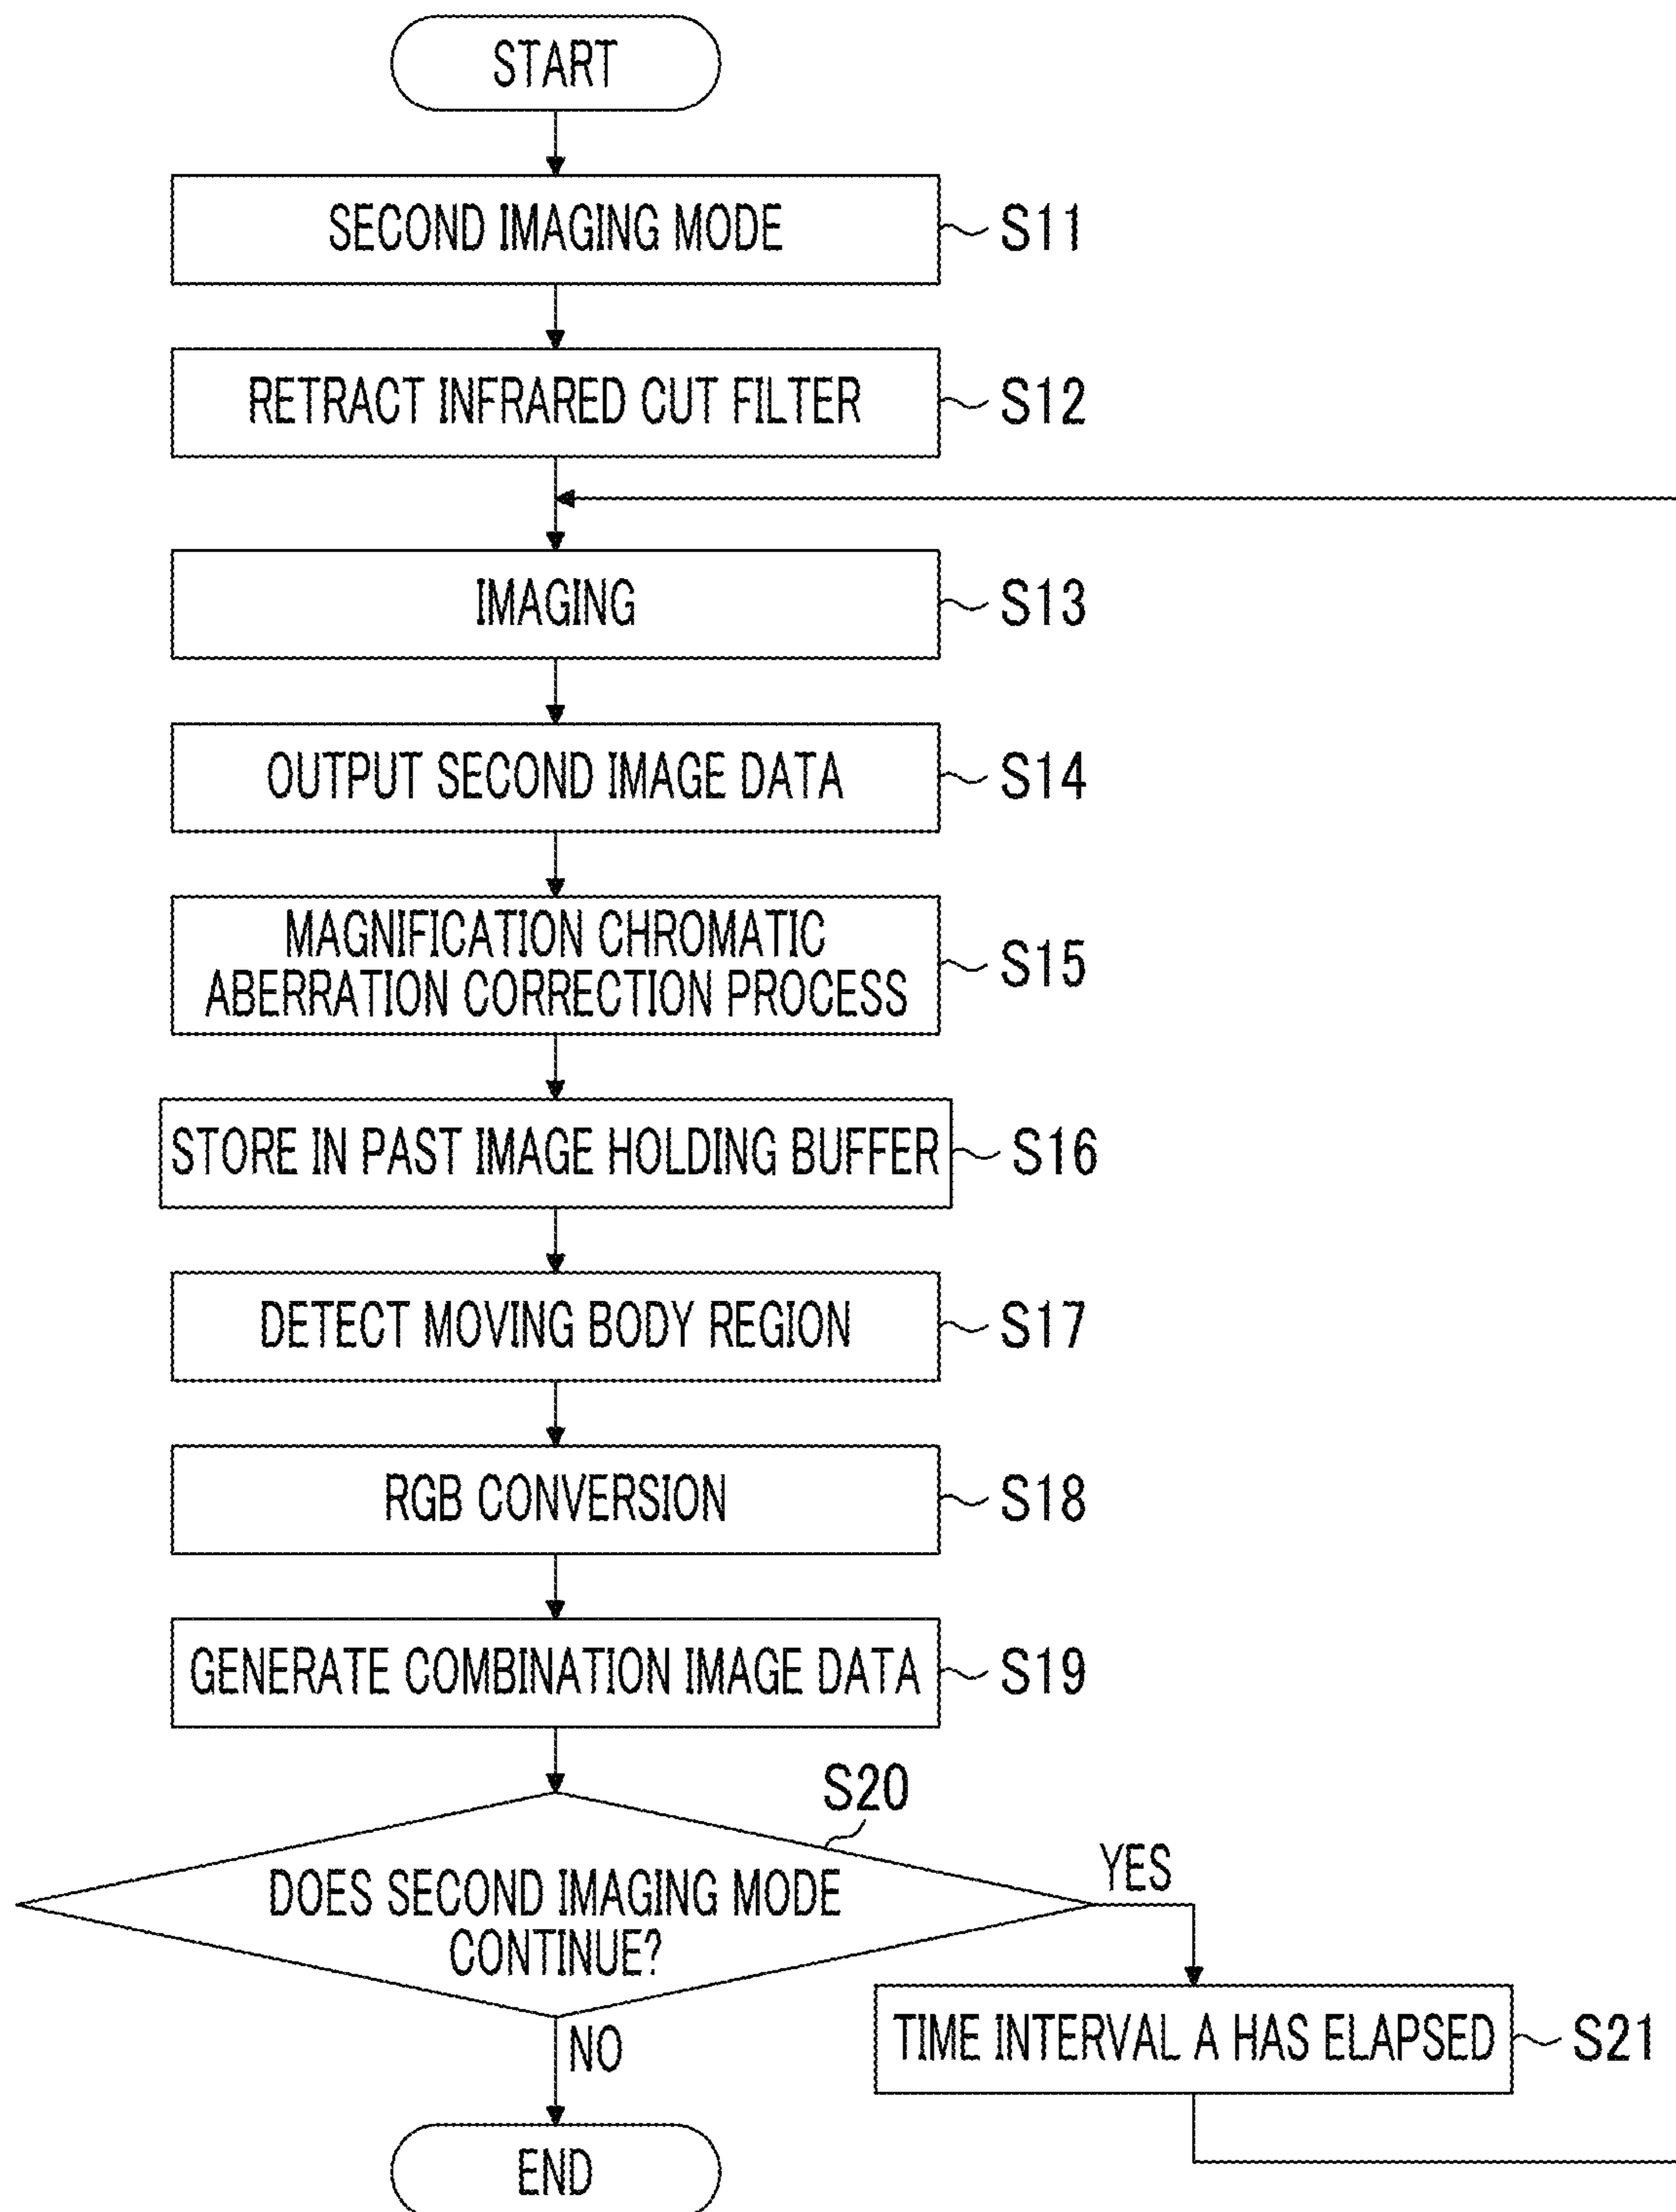 START
SECOND IMAGING MODE
S11
RETRACT INFRARED CUT FILTER
S12
IMAGING
S13
OUTPUT SECOND IMAGE DATA
S14
MAGNIFICATION CHROMATIC
ABERRATION CORRECTION PROCESS
S15
STORE IN PAST IMAGE HOLDING BUFFER
S16
DETECT MOVING BODY REGION
S17
RGB CONVERSION
S18
GENERATE COMBINATION IMAGE DATA
S19
S20
DOES SECOND IMAGING MODE
CONTINUE?
YES
TIME INTERVAL A HAS ELAPSED
S21
NO
END